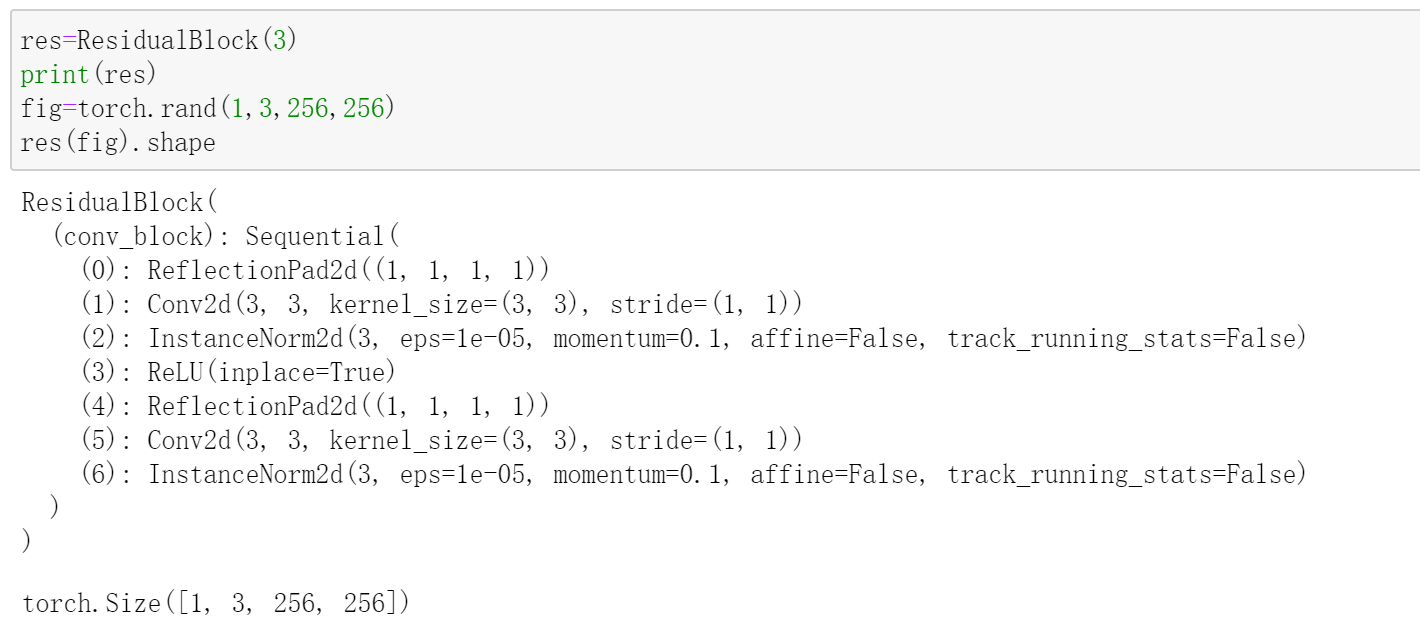 res=ResidualBlock(3)
print(res)
fig=torch.rand(1,3,256,256)
res(fig).shape
ResidualBlock(
  (conv_block): Sequential(
    (0): ReflectionPad2d((1, 1, 1, 1))
    (1): Conv2d(3, 3, kernel_size=(3, 3), stride=(1, 1))
    (2): InstanceNorm2d(3, eps=1e-05, momentum=0.1, affine=False, track_running_stats=False)
    (3): ReLU(inplace=True)
    (4): ReflectionPad2d((1, 1, 1, 1))
    (5): Conv2d(3, 3, kernel_size=(3, 3), stride=(1, 1))
    (6): InstanceNorm2d(3, eps=1e-05, momentum=0.1, affine=False, track_running_stats=False)
  )
)
torch.Size([1, 3, 256, 256])